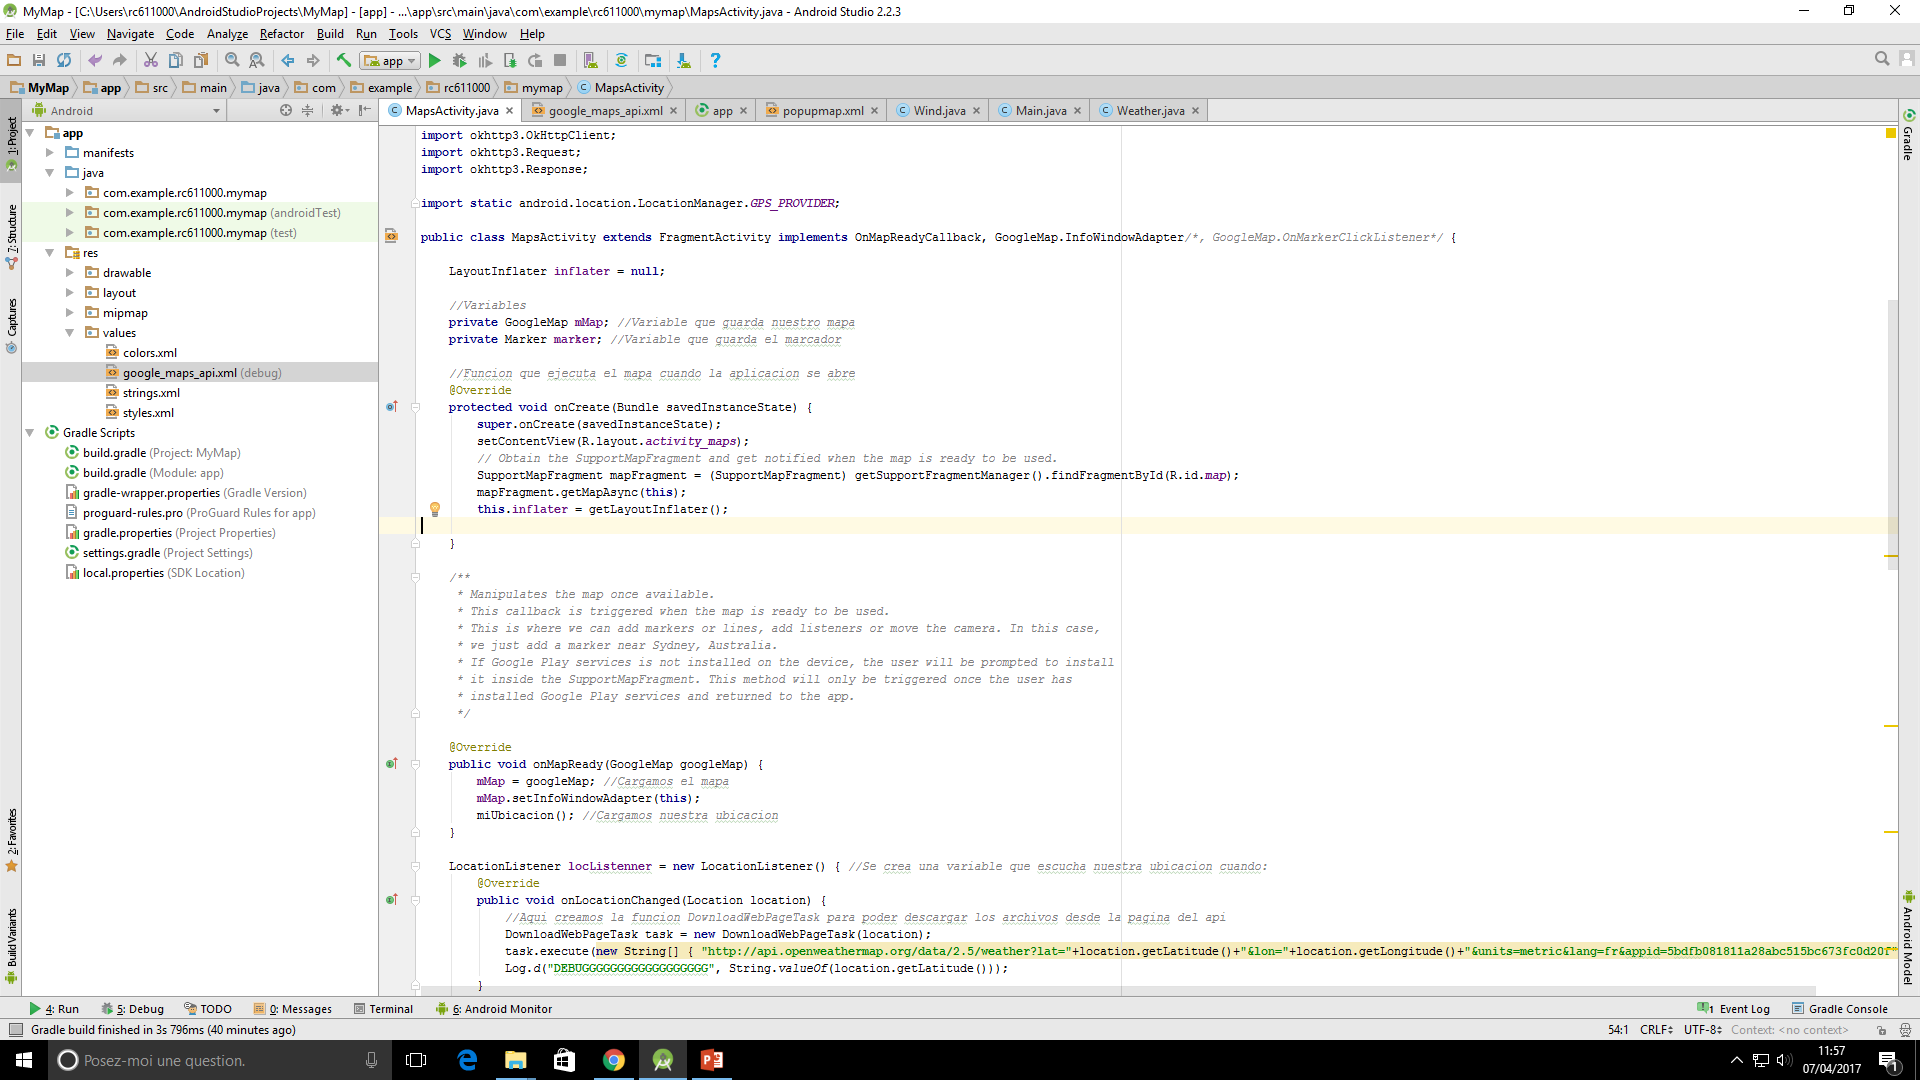 MyMap - [C:\Users\rc611000\AndroidStudioProjects\MyMap] - [app] - ...\app\src\main\java\com\example\rc611000\mymap\MapsActivity.java - Android Studio 2.2.3
File Edit View Navigate Code Analyze Refactor Build Run Tools VCS Window Help
app
MyMap app src main java com example rc611000 mymap MapsActivity
Android
MapsActivity.java google_maps_api.xml app popupmap.xml Wind.java Main.java Weather.java
1: Project
7: Structure
Captures
2: Favorites
Build Variants
app
manifests
java
com.example.rc611000.mymap
com.example.rc611000.mymap (androidTest)
com.example.rc611000.mymap (test)
res
drawable
layout
mipmap
values
colors.xml
google_maps_api.xml (debug)
strings.xml
styles.xml
Gradle Scripts
build.gradle (Project: MyMap)
build.gradle (Module: app)
gradle-wrapper.properties (Gradle Version)
proguard-rules.pro (ProGuard Rules for app)
gradle.properties (Project Properties)
settings.gradle (Project Settings)
local.properties (SDK Location)
import okhttp3.OkHttpClient;
import okhttp3.Request;
import okhttp3.Response;
import static android.location.LocationManager.GPS_PROVIDER;
public class MapsActivity extends FragmentActivity implements OnMapReadyCallback, GoogleMap.InfoWindowAdapter/*, GoogleMap.OnMarkerClickListener*/ {
LayoutInflater inflater = null;
//Variables
private GoogleMap mMap; //Variable que guarda nuestro mapa
private Marker marker; //Variable que guarda el marcador
//Funcion que ejecuta el mapa cuando la aplicacion se abre
@Override
protected void onCreate(Bundle savedInstanceState) {
super.onCreate(savedInstanceState);
setContentView(R.layout.activity_maps);
// Obtain the SupportMapFragment and get notified when the map is ready to be used.
SupportMapFragment mapFragment = (SupportMapFragment) getSupportFragmentManager().findFragmentById(R.id.map);
mapFragment.getMapAsync(this);
this.inflater = getLayoutInflater();
}
/**
* Manipulates the map once available.
* This callback is triggered when the map is ready to be used.
* This is where we can add markers or lines, add listeners or move the camera. In this case,
* we just add a marker near Sydney, Australia.
* If Google Play services is not installed on the device, the user will be prompted to install
* it inside the SupportMapFragment. This method will only be triggered once the user has
* installed Google Play services and returned to the app.
*/
@Override
public void onMapReady(GoogleMap googleMap) {
mMap = googleMap; //Cargamos el mapa
mMap.setInfoWindowAdapter(this);
miUbicacion(); //Cargamos nuestra ubicacion
}
LocationListener locListenner = new LocationListener() { //Se crea una variable que escucha nuestra ubicacion cuando:
@Override
public void onLocationChanged(Location location) {
//Aqui creamos la funcion DownloadWebPageTask para poder descargar los archivos desde la pagina del api
DownloadWebPageTask task = new DownloadWebPageTask(location);
task.execute(new String[] { "http://api.openweathermap.org/data/2.5/weather?lat="+location.getLatitude()+"&lon="+location.getLongitude()+"&units=metric&lang=fr&appid=5bdfb081811a28abc515bc673fc0d20f"
Log.d("DEBUGGGGGGGGGGGGGGGGGG", String.valueOf(location.getLatitude()));
}
Gradle
Android Model
4: Run 5: Debug TODO 0: Messages Terminal 6: Android Monitor 1 Event Log Gradle Console
Gradle build finished in 3s 796ms (40 minutes ago) 54:1 CRLF UTF-8 Context: <no context>
Posez-moi une question.
11:57
07/04/2017
1